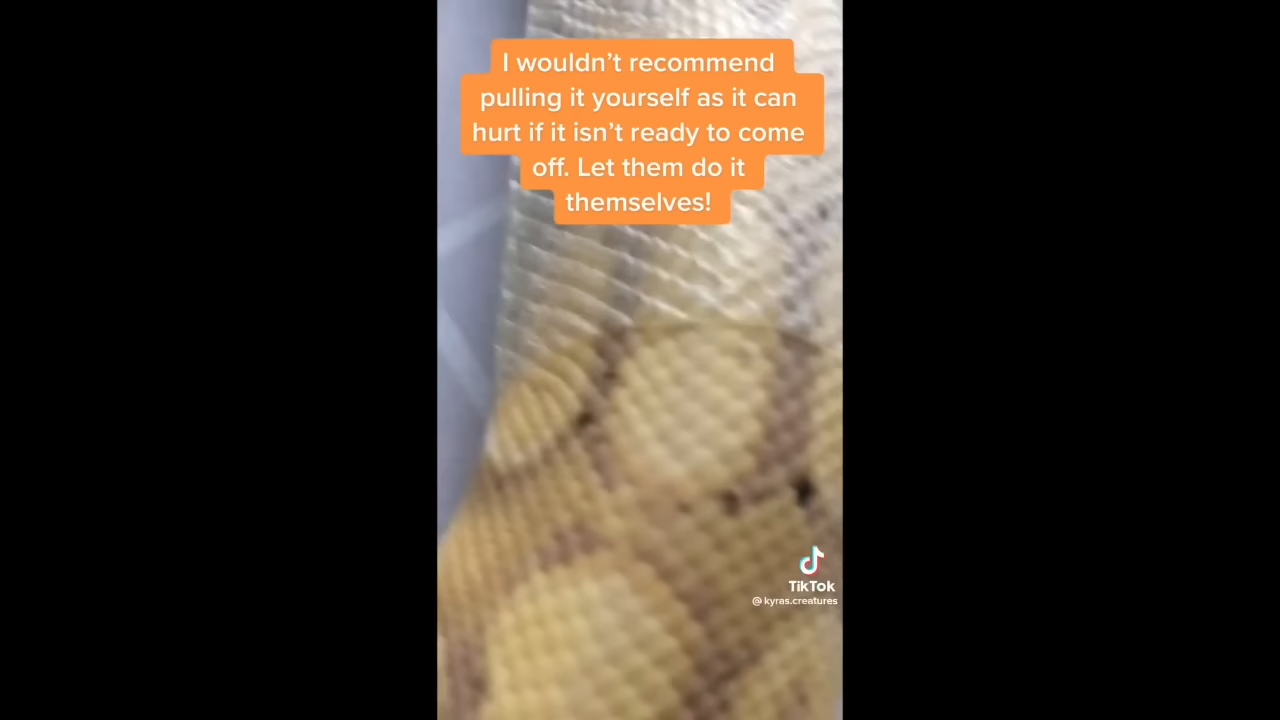 I wouldn’t recommend
pulling it yourself as it can
hurt if it isn’t ready to come
off. Let them do it
themselves!
TikTok
@ kyras.creatures